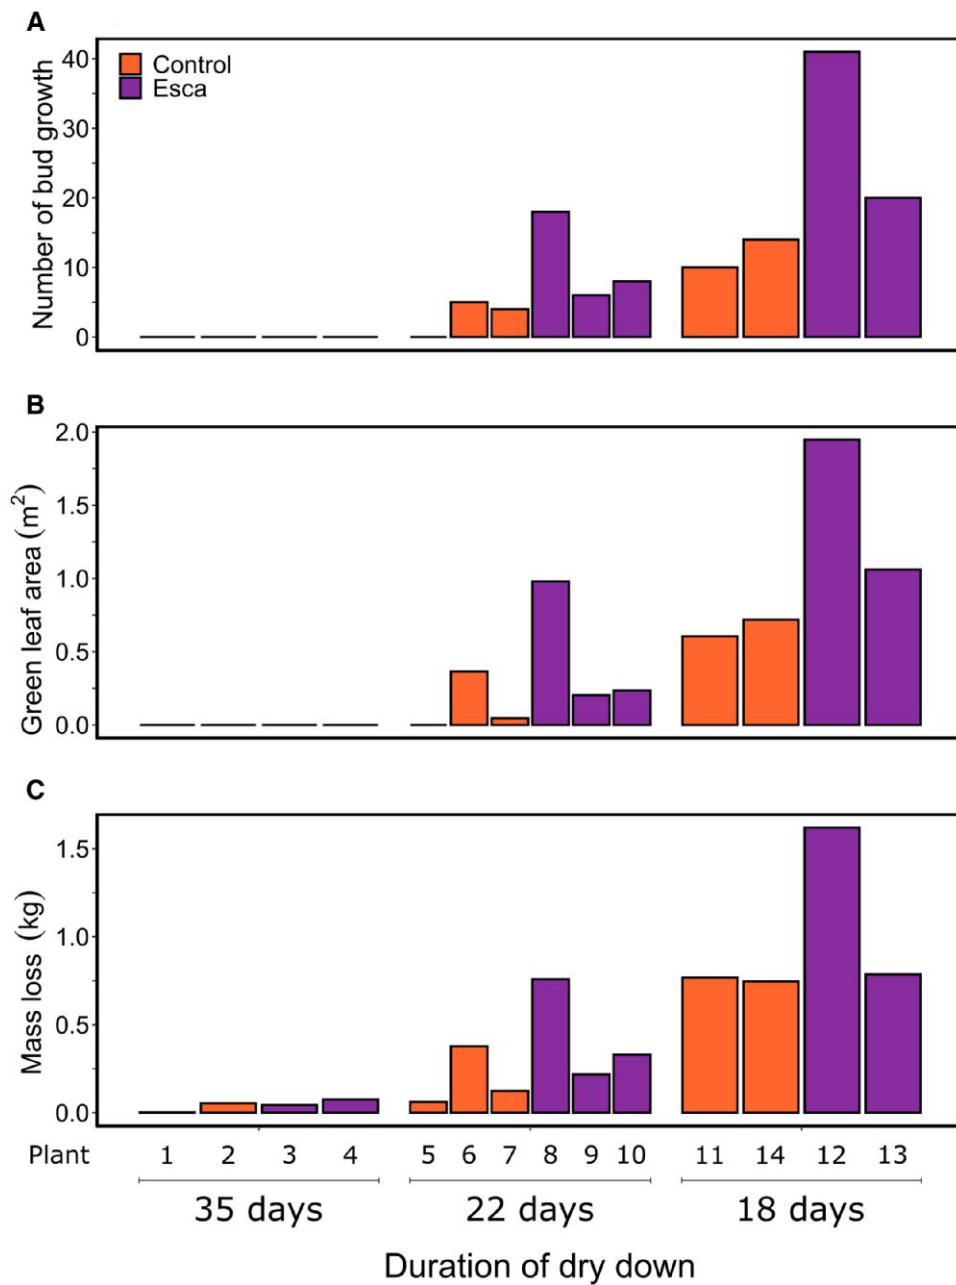 A
Number of bud growth
40
30
20
10
0
Control
Esca
B
Green leaf area (m²)
2.0
1.5
1.0
0.5
0.0
C
Mass loss (kg)
1.5
1.0
0.5
0.0
Plant 1 2 3 4 5 6 7 8 9 10 11 14 12 13
35 days 22 days 18 days
Duration of dry down